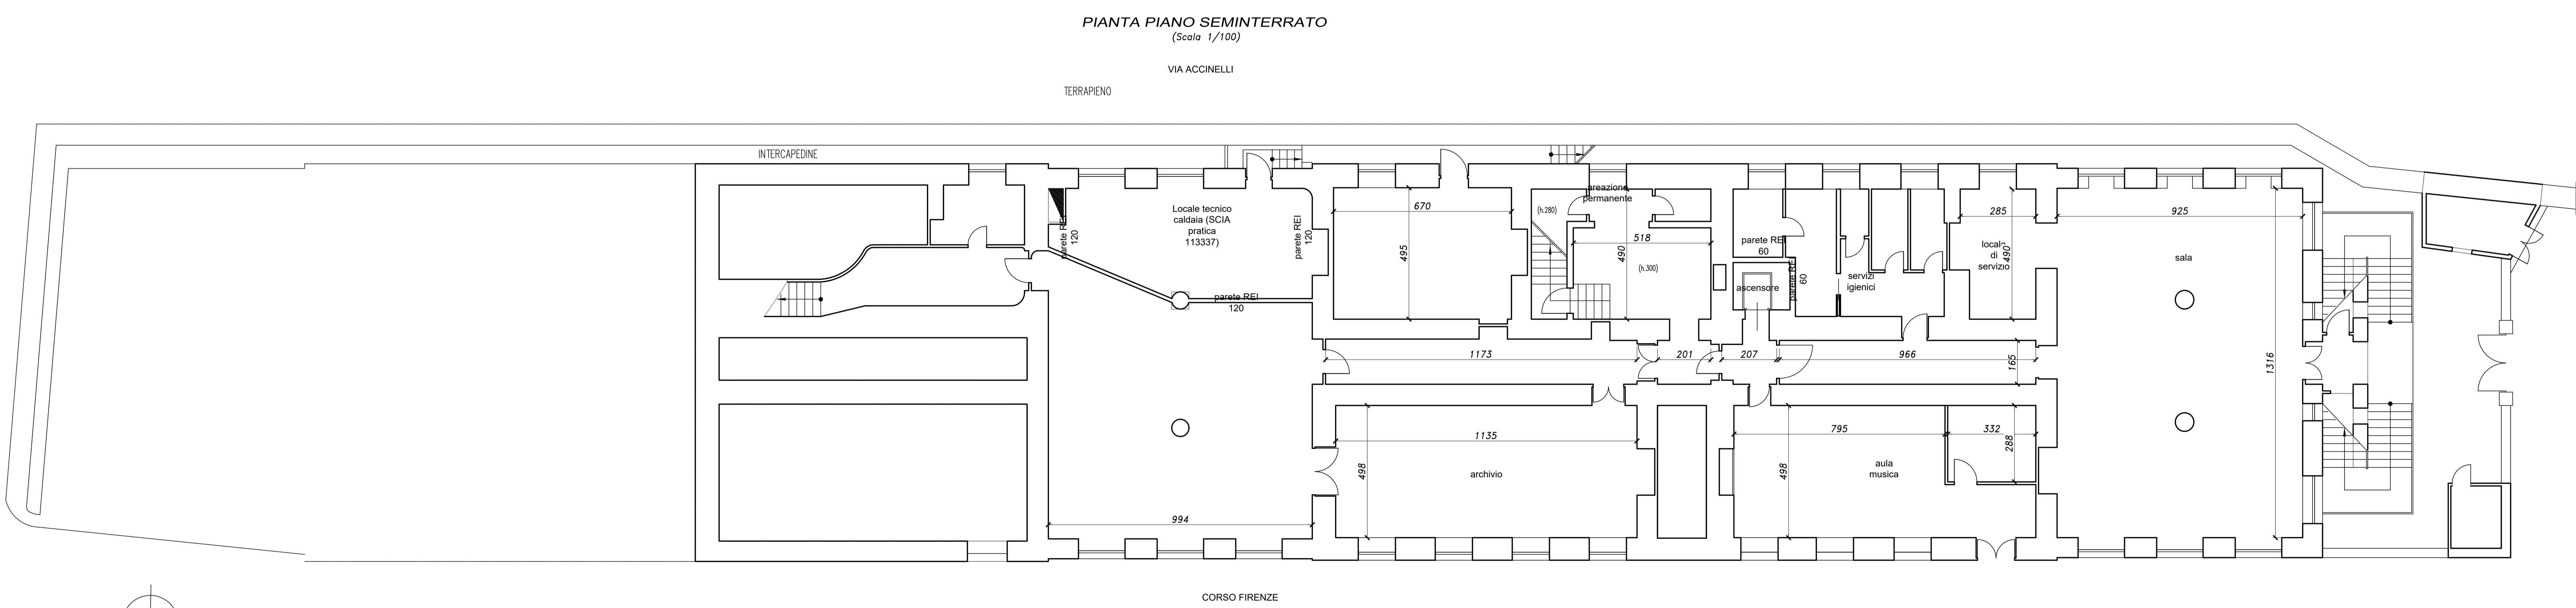 PIANTA PIANO SEMINTERRATO
(Scala 1/100)
VIA ACCINELLI
TERRAPIENO
INTERCAPEDINE
Locale tecnico
caldaia (SCIA
pratica
113337)
parete REI
120
parete REI
120
parete REI
120
670
495
(h.280)
areazione
permanente
518
490
(h.300)
parete REI
60
parete REI
60
ascensore
servizi
igienici
285
locale
di
servizio
490
925
sala
1316
1173
201
207
966
165
1135
498
archivio
795
498
aula
musica
332
288
994
CORSO FIRENZE